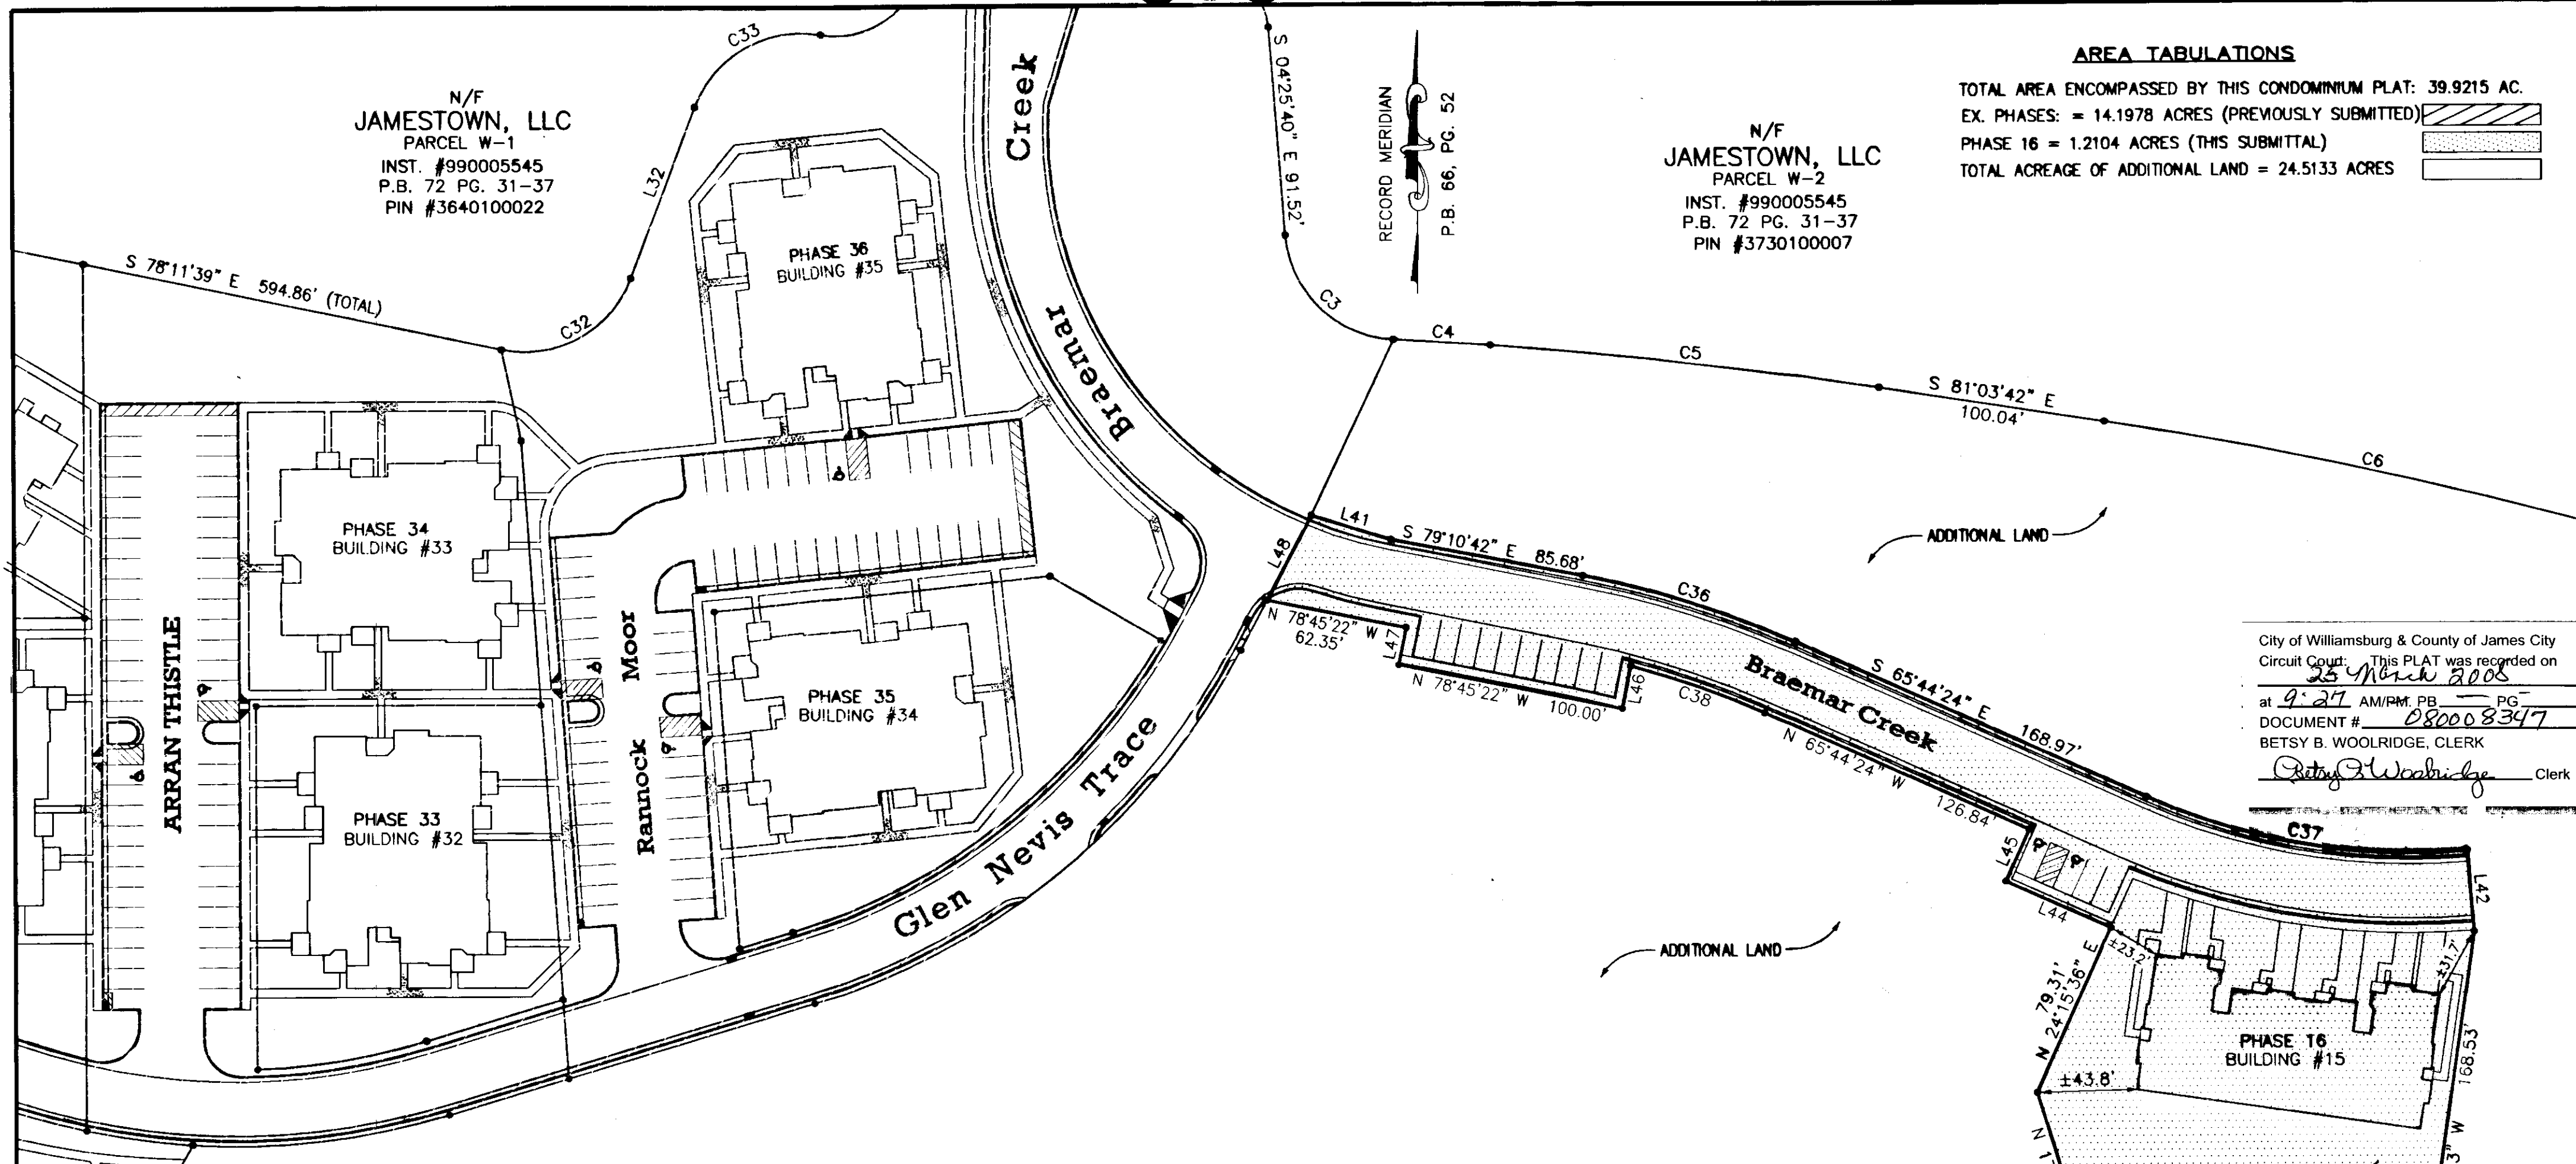 AREA TABULATIONS
TOTAL AREA ENCOMPASSED BY THIS CONDOMINIUM PLAT: 39.9215 AC.
EX. PHASES: = 14.1978 ACRES (PREVIOUSLY SUBMITTED)
PHASE 16 = 1.2104 ACRES (THIS SUBMITTAL)
TOTAL ACREAGE OF ADDITIONAL LAND = 24.5133 ACRES
N/F
JAMESTOWN, LLC
PARCEL W-1
INST. #990005545
P.B. 72 PG. 31-37
PIN #3640100022
N/F
JAMESTOWN, LLC
PARCEL W-2
INST. #990005545
P.B. 72 PG. 31-37
PIN #3730100007
RECORD MERIDIAN
P.B. 66, PG. 52
S 04°25'40" E 91.52'
C33
L32
C32
S 78°11'39" E 594.86' (TOTAL)
Creek
Braemar
C3
C4
C5
S 81°03'42" E
100.04'
C6
PHASE 36
BUILDING #35
PHASE 34
BUILDING #33
PHASE 35
BUILDING #34
PHASE 33
BUILDING #32
ARRAN THISTLE
Rannock Moor
Glen Nevis Trace
L48
L41
S 79°10'42" E 85.68'
C36
ADDITIONAL LAND
N 78°45'22" W
62.35'
L47
N 78°45'22" W 100.00'
L46
C38
Braemar Creek
S 65°44'24" E 168.97'
N 65°44'24" W 126.84'
C37
L45
L44
L42
ADDITIONAL LAND
±23.2'
±31.7'
79.31'
N 24°15'36" E
±43.8'
PHASE 16
BUILDING #15
168.53'
3" W
N 1
City of Williamsburg & County of James City
Circuit Court: This PLAT was recorded on
25 March 2008
at 9:27 AM/PM. PB — PG —
DOCUMENT # 080008347
BETSY B. WOOLRIDGE, CLERK
Betsy B Woolridge Clerk